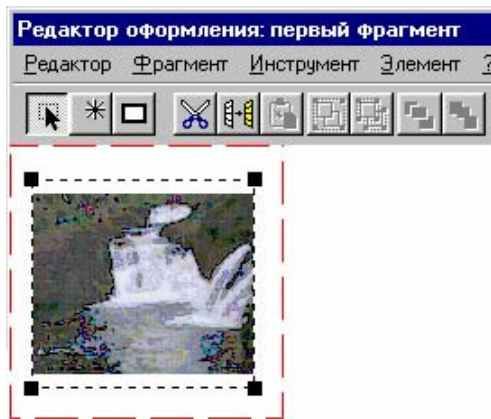 Редактор оформления: первый фрагмент
Редактор Фрагмент Инструмент Элемент ?